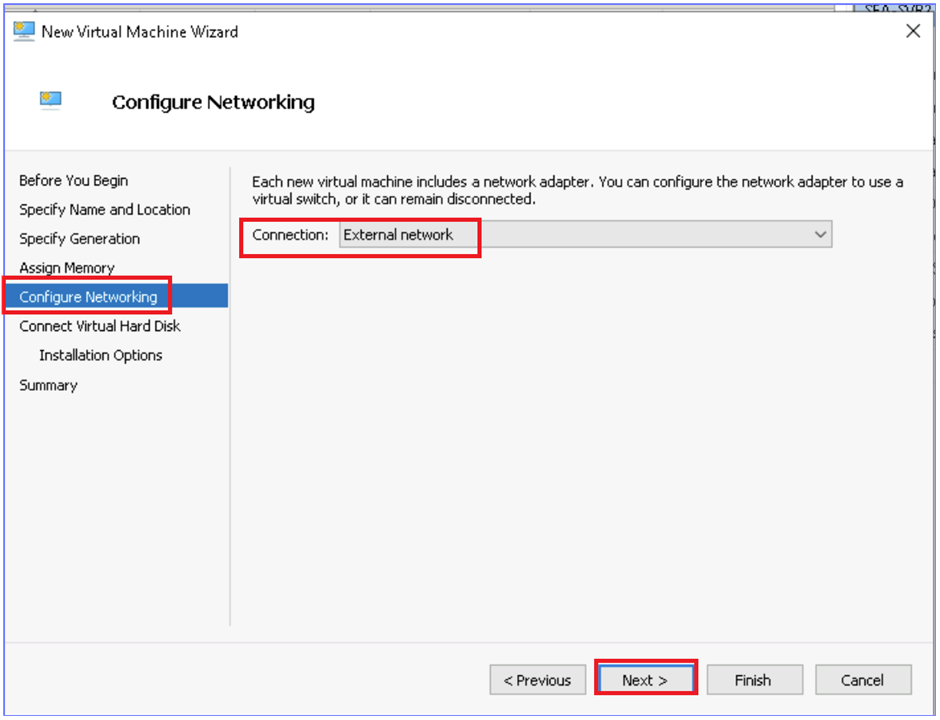 SEA-SVR2
New Virtual Machine Wizard
Configure Networking
Before You Begin
Specify Name and Location
Specify Generation
Assign Memory
Configure Networking
Connect Virtual Hard Disk
Installation Options
Summary
Each new virtual machine includes a network adapter. You can configure the network adapter to use a
virtual switch, or it can remain disconnected.
Connection: External network
< Previous Next > Finish Cancel